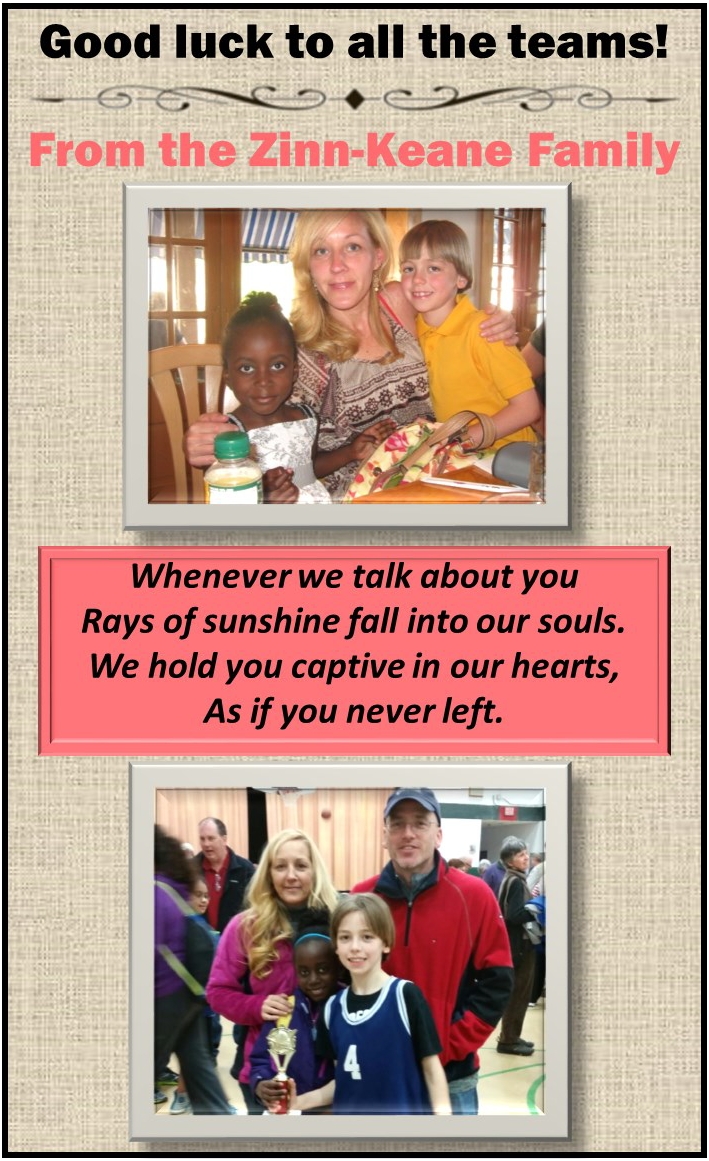 Good luck to all the teams!
From the Zinn-Keane Family
Whenever we talk about you
Rays of sunshine fall into our souls.
We hold you captive in our hearts,
As if you never left.
4